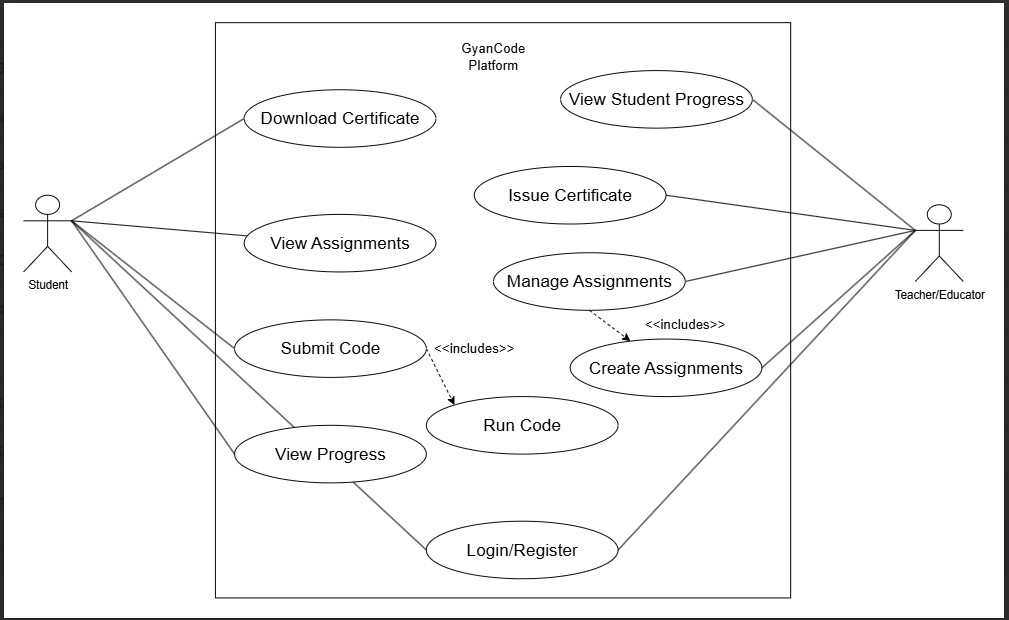 GyanCode
Platform
Download Certificate
View Student Progress
Issue Certificate
View Assignments
Manage Assignments
Student
Teacher/Educator
<<includes>>
Submit Code
<<includes>>
Create Assignments
Run Code
View Progress
Login/Register